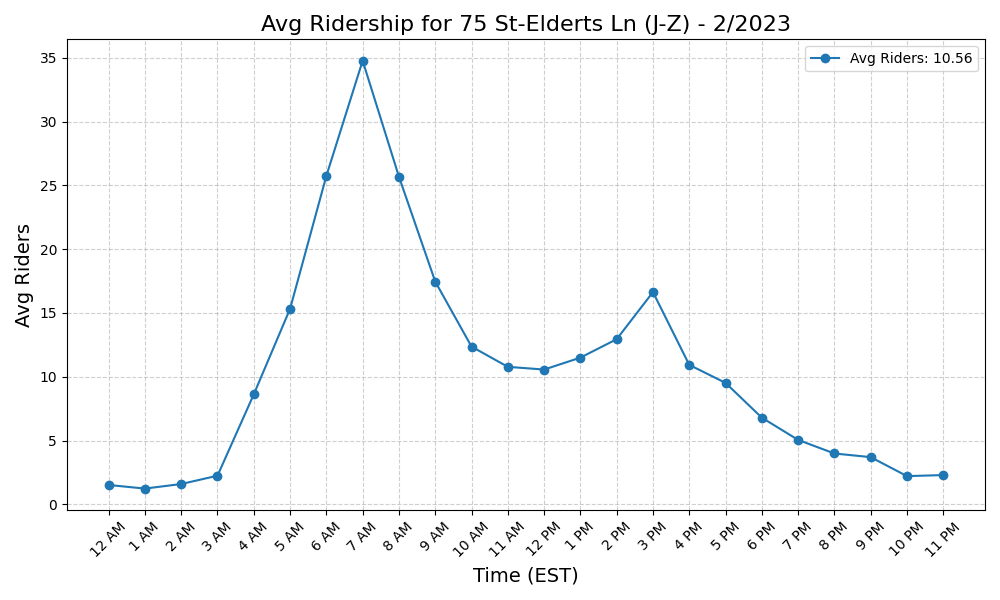 Avg Ridership for 75 St-Elderts Ln (J-Z) - 2/2023
Avg Riders: 10.56
Avg Riders
35
30
25
20
15
10
5
0
12 AM
1 AM
2 AM
3 AM
4 AM
5 AM
6 AM
7 AM
8 AM
9 AM
10 AM
11 AM
12 PM
1 PM
2 PM
3 PM
4 PM
5 PM
6 PM
7 PM
8 PM
9 PM
10 PM
11 PM
Time (EST)